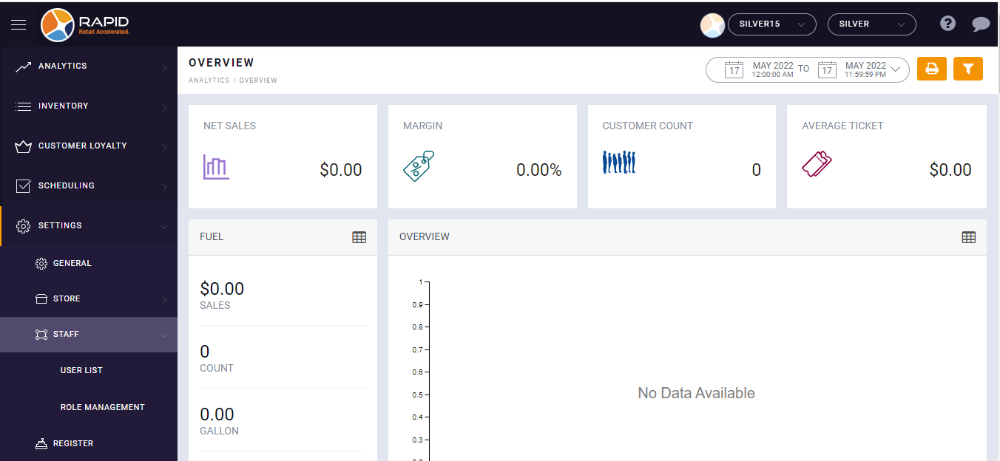 RAPID
Retail Accelerated.
SILVER15
SILVER
?
ANALYTICS
INVENTORY
CUSTOMER LOYALTY
SCHEDULING
SETTINGS
GENERAL
STORE
STAFF
USER LIST
ROLE MANAGEMENT
REGISTER
OVERVIEW
ANALYTICS / OVERVIEW
17 MAY 2022 12:00:00 AM TO 17 MAY 2022 11:59:59 PM
NET SALES
$0.00
MARGIN
%
0.00%
CUSTOMER COUNT
0
AVERAGE TICKET
$0.00
FUEL
$0.00
SALES
0
COUNT
0.00
GALLON
OVERVIEW
1
0.9
0.8
0.7
0.6
0.5
0.4
0.3
No Data Available